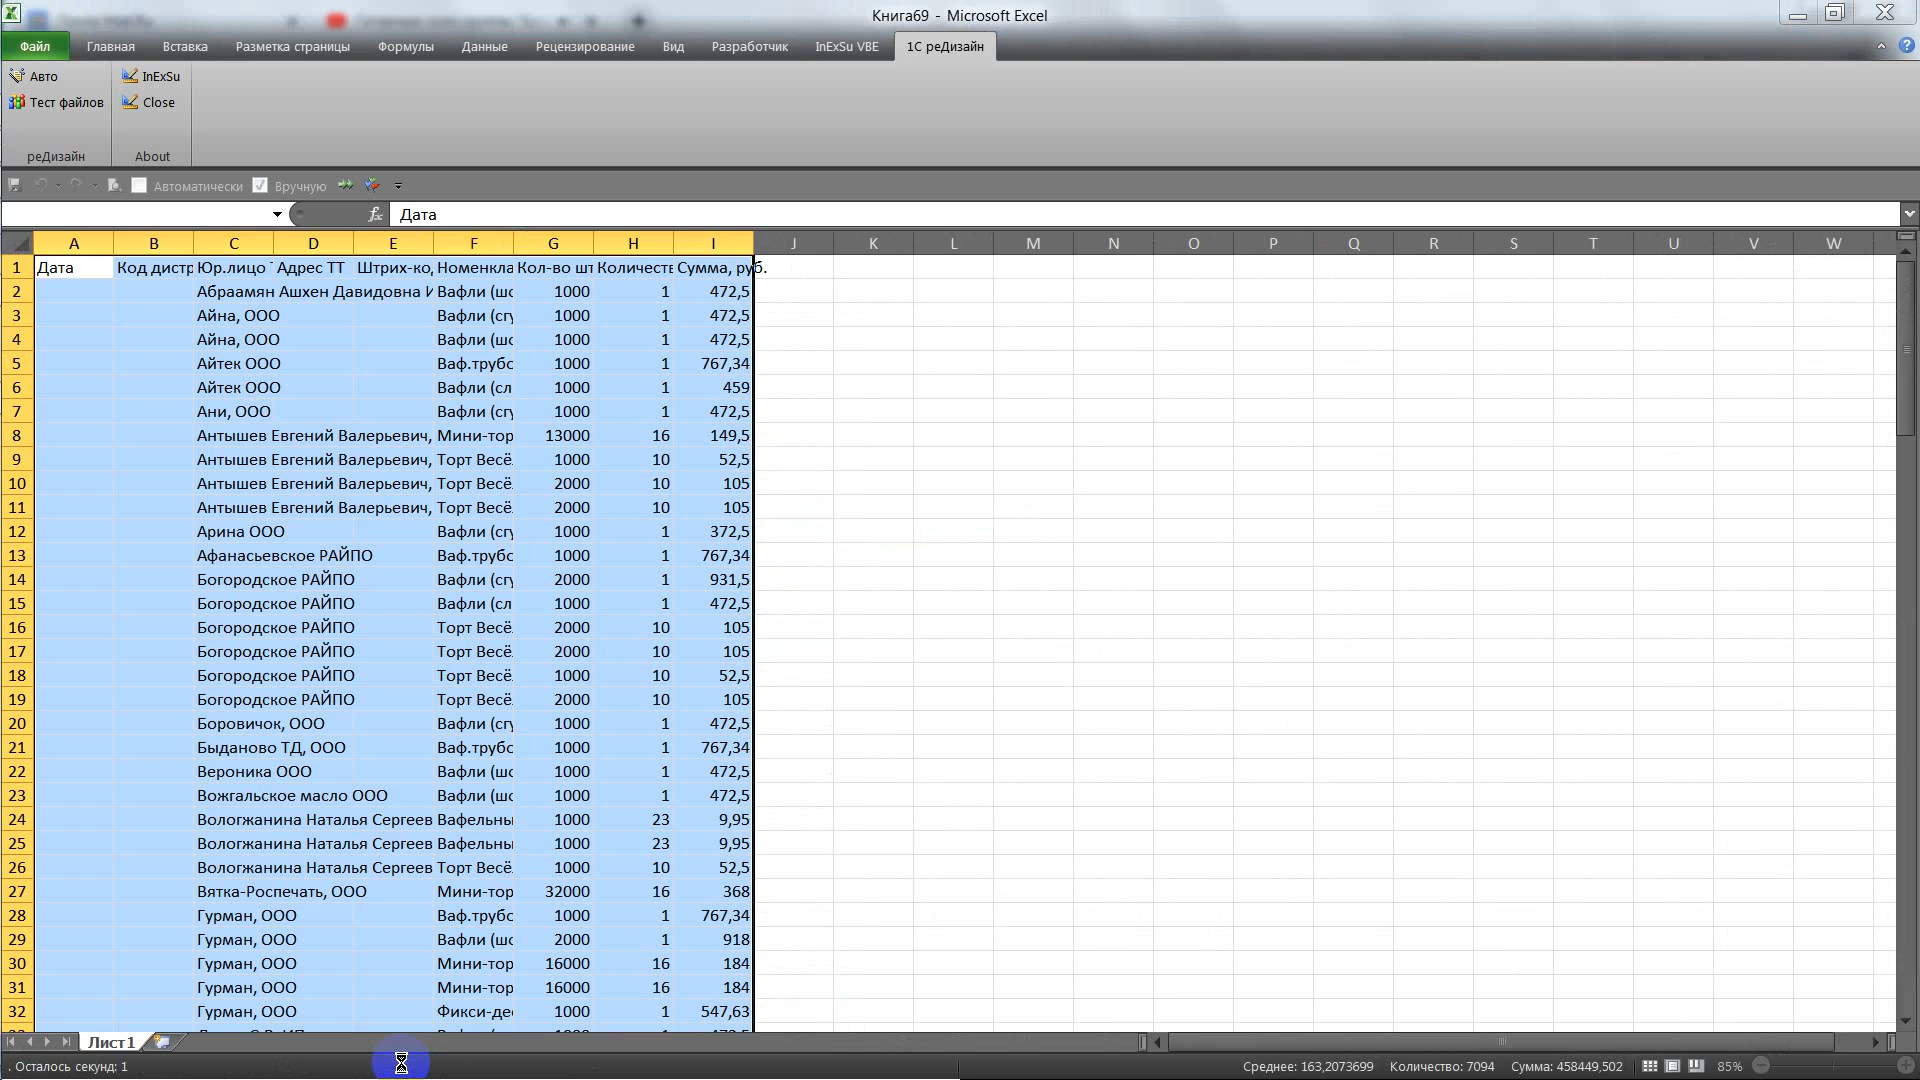 Книга69 - Microsoft Excel
Файл Главная Вставка Разметка страницы Формулы Данные Рецензирование Вид Разработчик InExSu VBE 1С реДизайн
Авто InExSu
Тест файлов Close
реДизайн About
Автоматически Вручную
fx Дата
A B C D E F G H I J K L M N O P Q R S T U V W
1 Дата Код дистр Юр.лицо Адрес ТТ Штрих-ко Номенкла Кол-во шт Количеств Сумма, руб.
2 Абраамян Ашхен Давидовна И Вафли (шо 1000 1 472,5
3 Айна, ООО Вафли (сгу 1000 1 472,5
4 Айна, ООО Вафли (шо 1000 1 472,5
5 Айтек ООО Ваф.трубо 1000 1 767,34
6 Айтек ООО Вафли (сл 1000 1 459
7 Ани, ООО Вафли (сгу 1000 1 472,5
8 Антышев Евгений Валерьевич, Мини-тор 13000 16 149,5
9 Антышев Евгений Валерьевич, Торт Весё 1000 10 52,5
10 Антышев Евгений Валерьевич, Торт Весё 2000 10 105
11 Антышев Евгений Валерьевич, Торт Весё 2000 10 105
12 Арина ООО Вафли (сгу 1000 1 372,5
13 Афанасьевское РАЙПО Ваф.трубо 1000 1 767,34
14 Богородское РАЙПО Вафли (сгу 2000 1 931,5
15 Богородское РАЙПО Вафли (сл 1000 1 472,5
16 Богородское РАЙПО Торт Весё 2000 10 105
17 Богородское РАЙПО Торт Весё 2000 10 105
18 Богородское РАЙПО Торт Весё 1000 10 52,5
19 Богородское РАЙПО Торт Весё 2000 10 105
20 Боровичок, ООО Вафли (сгу 1000 1 472,5
21 Быданово ТД, ООО Ваф.трубо 1000 1 767,34
22 Вероника ООО Вафли (шо 1000 1 472,5
23 Вожгальское масло ООО Вафли (шо 1000 1 472,5
24 Вологжанина Наталья Сергеев Вафельны 1000 23 9,95
25 Вологжанина Наталья Сергеев Вафельны 1000 23 9,95
26 Вологжанина Наталья Сергеев Торт Весё 1000 10 52,5
27 Вятка-Роспечать, ООО Мини-тор 32000 16 368
28 Гурман, ООО Ваф.трубо 1000 1 767,34
29 Гурман, ООО Вафли (шо 2000 1 918
30 Гурман, ООО Мини-тор 16000 16 184
31 Гурман, ООО Мини-тор 16000 16 184
32 Гурман, ООО Фикси-де 1000 1 547,63
Лист1
. Осталось секунд: 1 Среднее: 163,2073699 Количество: 7094 Сумма: 458449,502 85%